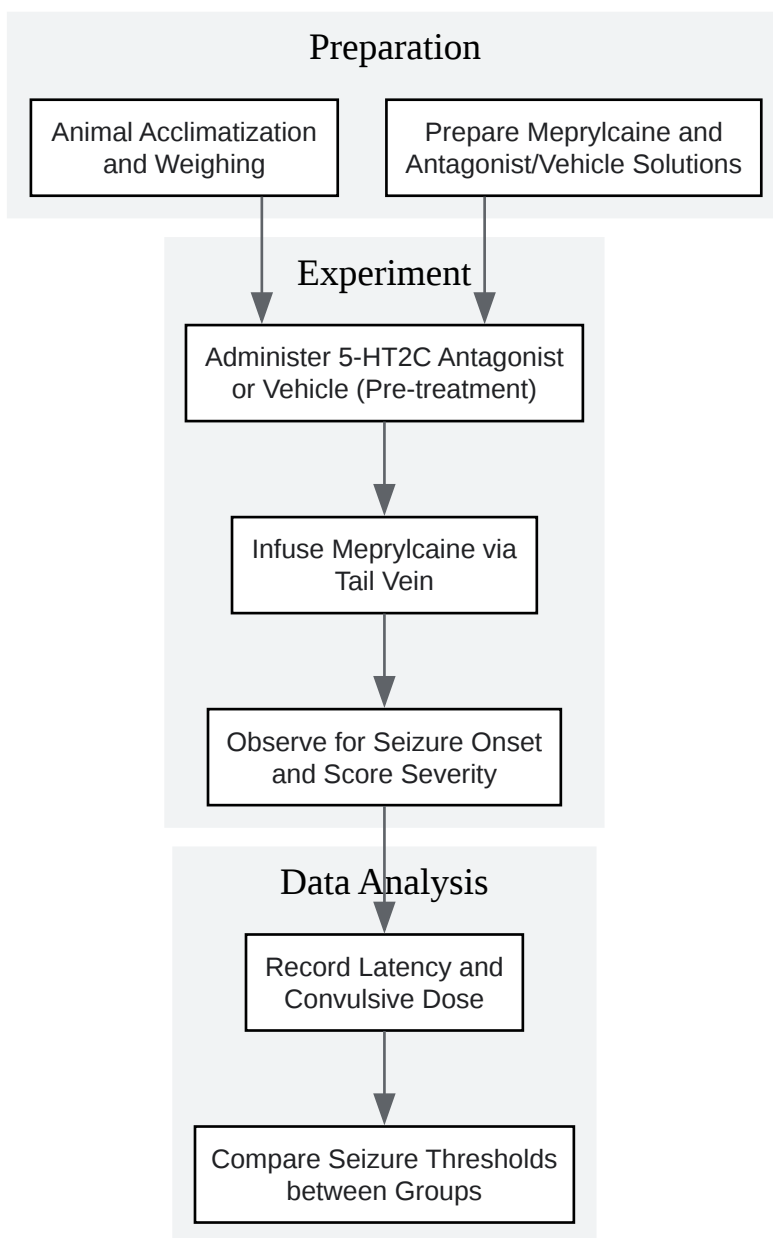 Preparation
Animal Acclimatization
and Weighing
Prepare Meprylcaine and
Antagonist/Vehicle Solutions
Experiment
Administer 5-HT2C Antagonist
or Vehicle (Pre-treatment)
Infuse Meprylcaine via
Tail Vein
Observe for Seizure Onset
and Score Severity
Data Analysis
Record Latency and
Convulsive Dose
Compare Seizure Thresholds
between Groups